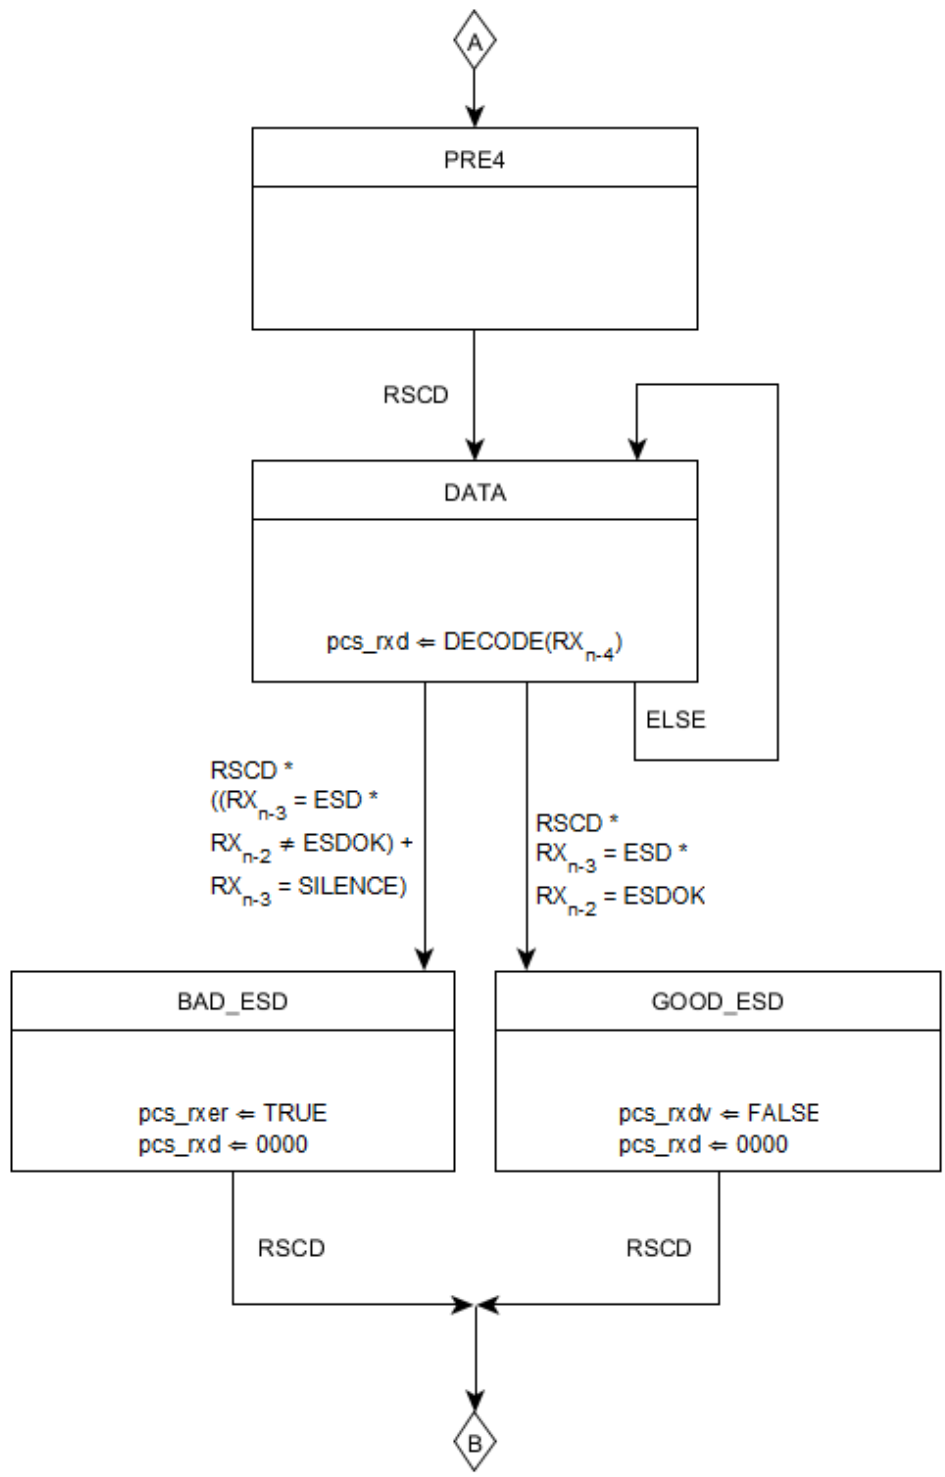 A
PRE4
RSCD
DATA
pcs_rxd ⇐ DECODE(RXn-4)
ELSE
RSCD *
((RXn-3 = ESD *
RXn-2 ≠ ESDOK) +
RXn-3 = SILENCE)
RSCD *
RXn-3 = ESD *
RXn-2 = ESDOK
BAD_ESD
pcs_rxer ⇐ TRUE
pcs_rxd ⇐ 0000
GOOD_ESD
pcs_rxdv ⇐ FALSE
pcs_rxd ⇐ 0000
RSCD
RSCD
B